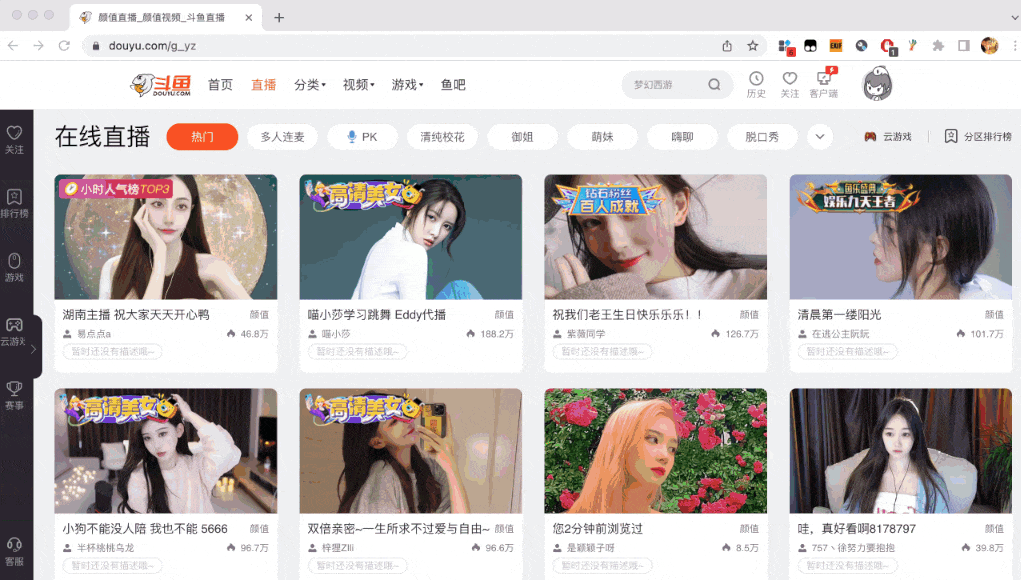 颜值直播_颜值视频_斗鱼直播
douyu.com/g_yz
斗鱼 DOUYU.COM 首页 直播 分类 视频 游戏 鱼吧 梦幻西游 历史 关注 客户端
关注
排行榜
游戏
云游戏
赛事
客服
在线直播 热门 多人连麦 PK 清纯校花 御姐 萌妹 嗨聊 脱口秀 云游戏 分区排行榜
小时人气榜TOP3
高清美女
钻石粉丝
百人成就
鱼乐盛典
娱乐九天王者
湖南主播 祝大家天天开心鸭 颜值
易点点a 46.8万
暂时还没有描述哦~
喵小莎学习跳舞 Eddy代播 颜值
喵小莎 188.2万
暂时还没有描述哦~
祝我们老王生日快乐乐乐!! 颜值
紫薇同学 126.7万
暂时还没有描述哦~
清晨第一缕阳光 颜值
在逃公主阮阮 101.7万
暂时还没有描述哦~
高清美女
高清美女
小狗不能没人陪 我也不能 5666 颜值
半杯桃桃乌龙 96.7万
暂时还没有描述哦~
双倍亲密~一生所求不过爱与自由~ 颜值
梓狸Zlli 96.6万
暂时还没有描述哦~
您2分钟前浏览过 颜值
是颖颖子呀 8.5万
暂时还没有描述哦~
哇，真好看啊8178797 颜值
757丶徐努力要抱抱 39.8万
暂时还没有描述哦~